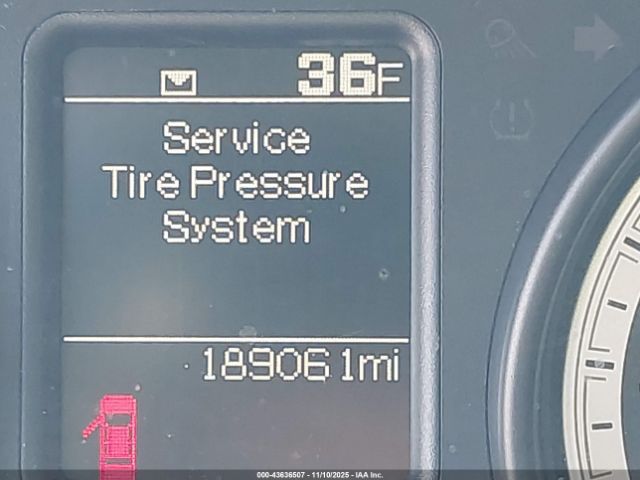 36F
Service
Tire Pressure
System
189061mi
000-43636507 - 11/10/2025 - IAA Inc.